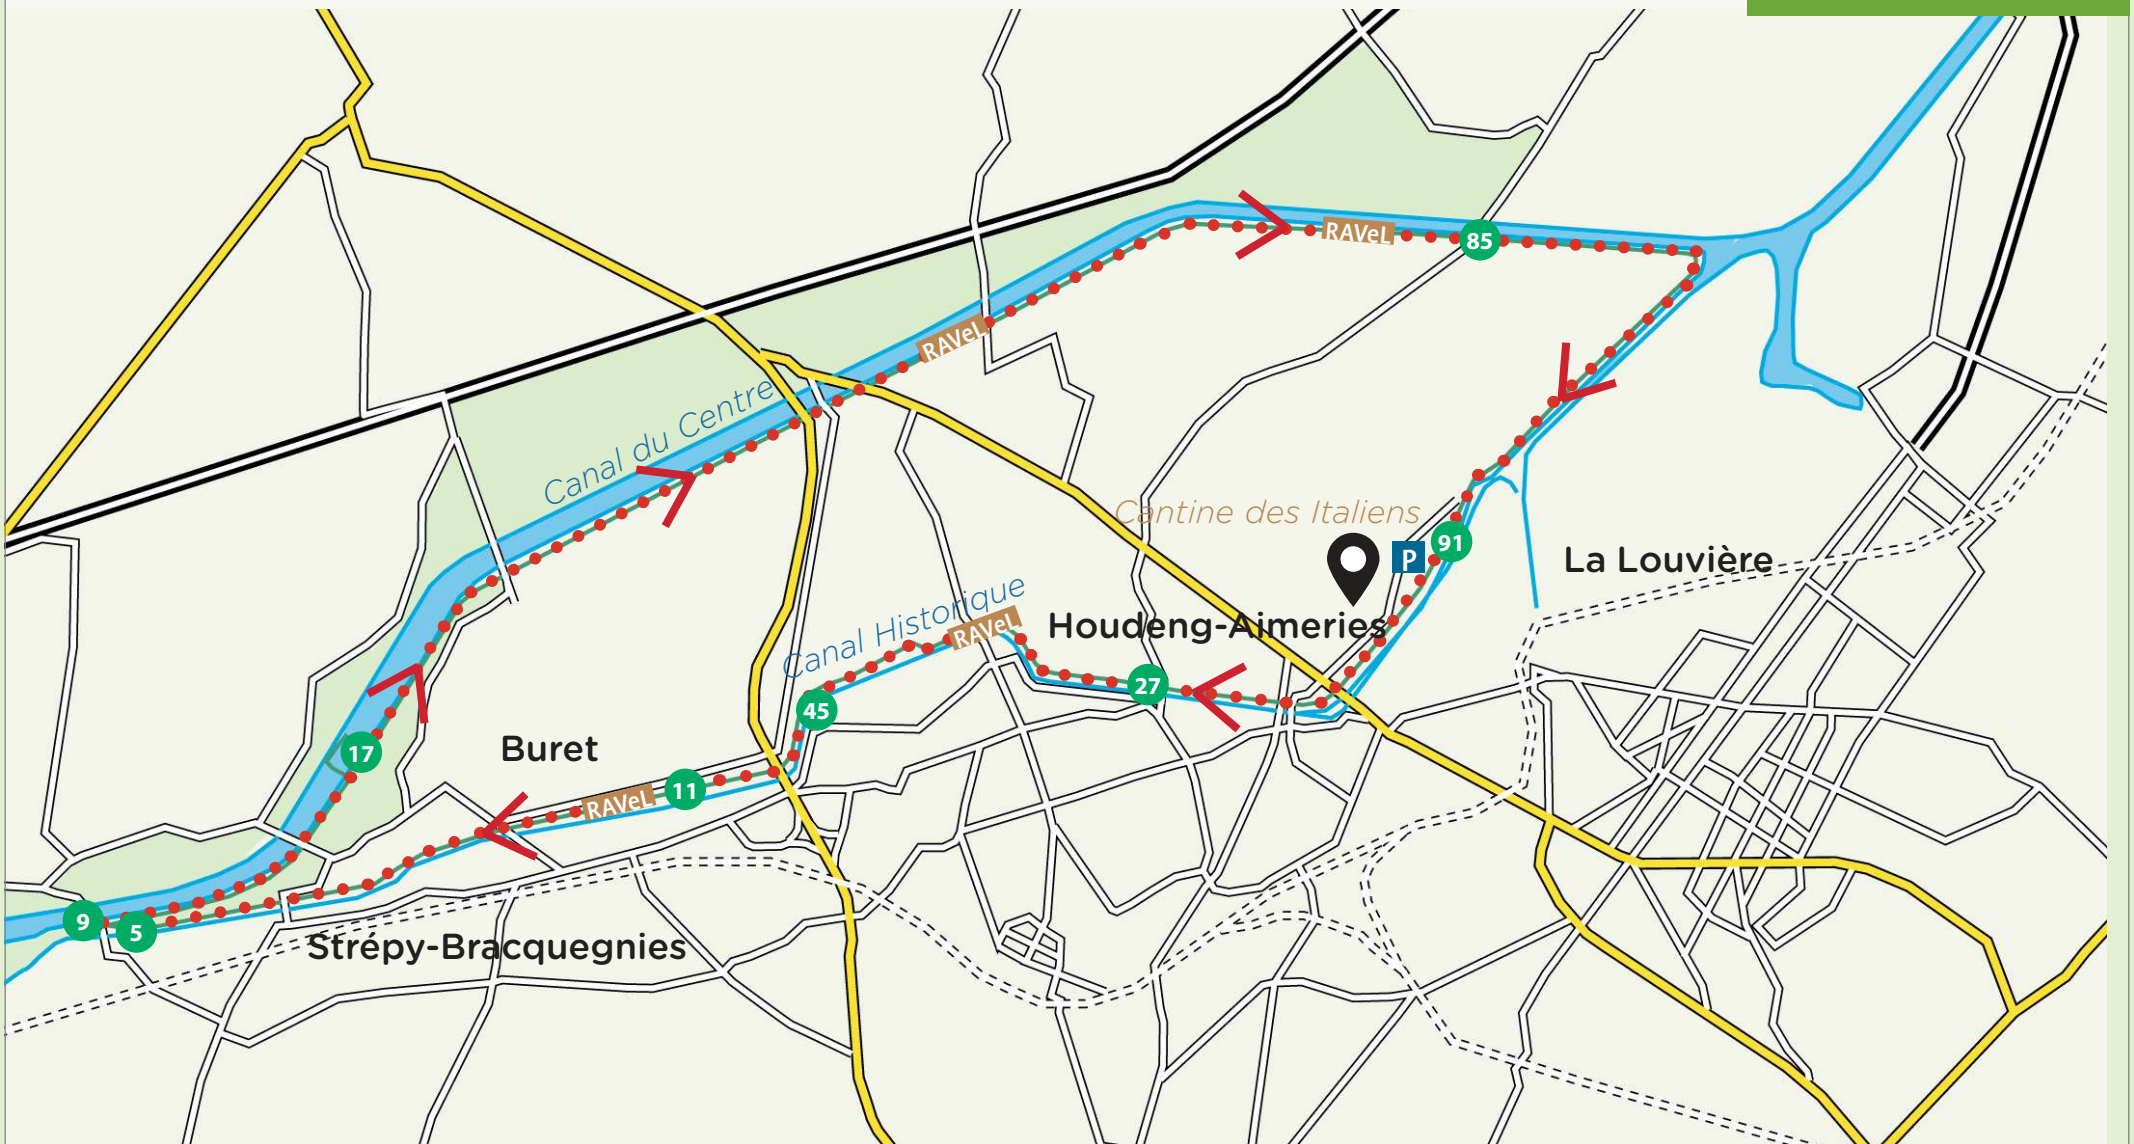 RAVeL
85
RAVeL
Canal du Centre
Cantine des Italiens
P
91
La Louvière
Canal Historique
RAVeL
Houdeng-Aimeries
27
45
17
Buret
11
RAVeL
9
5
Strépy-Bracquegnies